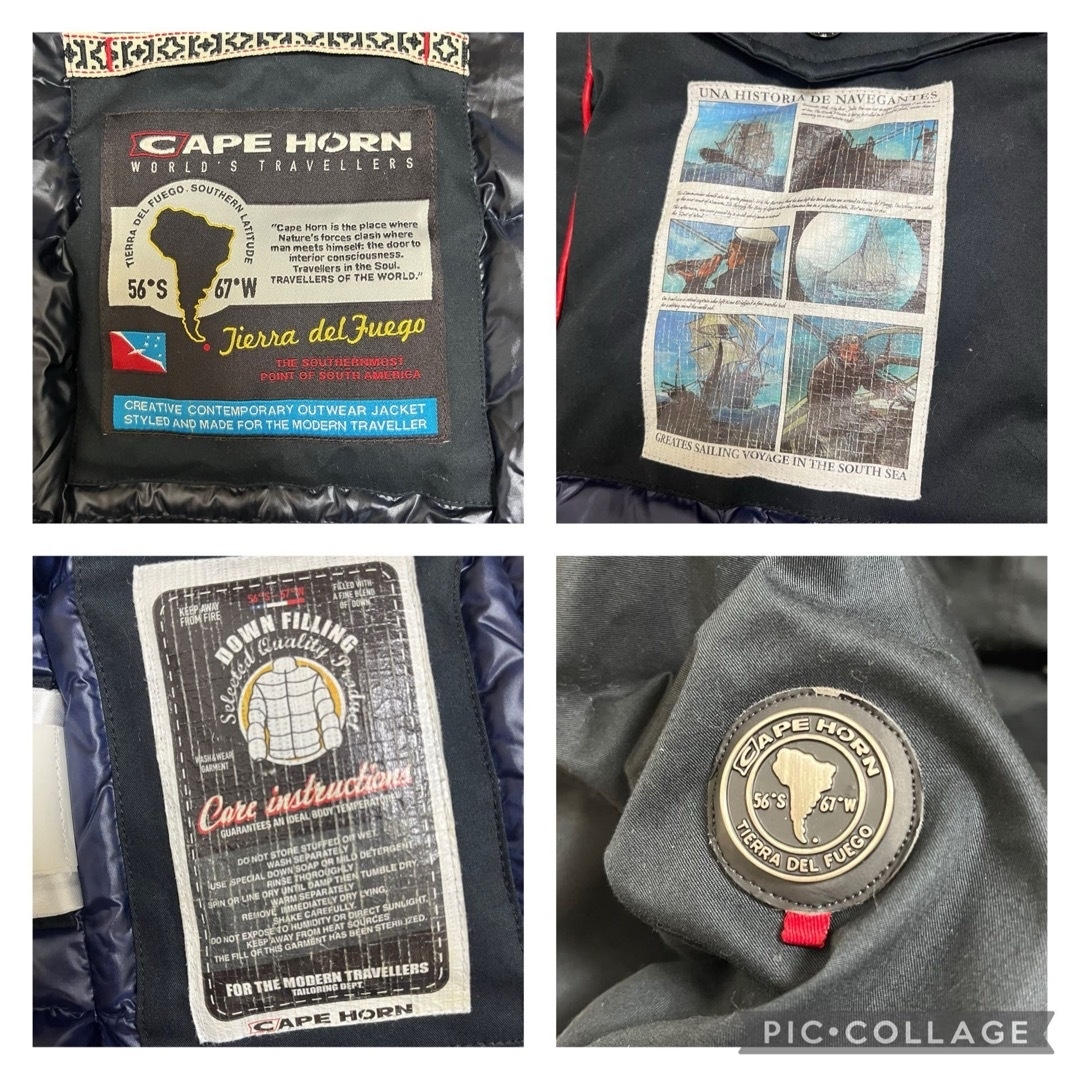 CAPE HORN
WORLD'S TRAVELLERS
TIERRA DEL FUEGO. SOUTHERN LATITUDE
56°S 67°W
"Cape Horn is the place where
Nature's forces clash where
man meets himself: the door to
interior consciousness.
Travellers in the Soul.
TRAVELLERS OF THE WORLD."
Tierra del Fuego
THE SOUTHERNMOST
POINT OF SOUTH AMERICA
CREATIVE CONTEMPORARY OUTWEAR JACKET
STYLED AND MADE FOR THE MODERN TRAVELLER
UNA HISTORIA DE NAVEGANTES
GREATES SAILING VOYAGE IN THE SOUTH SEA
KEEP AWAY
FROM FIRE
56°S - 67°W
FILLED WITH
A FINE BLEND
OF DOWN
DOWN FILLING
Selected Quality Product
WASH & WEAR
GARMENT
Care instructions
GUARANTEES AN IDEAL BODY TEMPERATURE
DO NOT STORE STUFFED OR WET.
WASH SEPARATELY
USE SPECIAL DOWN SOAP OR MILD DETERGENT
RINSE THOROUGHLY
SPIN OR LINE DRY UNTIL DAMP THEN TUMBLE DRY.
WARM SEPARATELY
REMOVE IMMEDIATELY DRY LYING.
SHAKE CAREFULLY.
DO NOT EXPOSE TO HUMIDITY OR DIRECT SUNLIGHT.
KEEP AWAY FROM HEAT SOURCES
THE FILL OF THIS GARMENT HAS BEEN STERILIZED.
FOR THE MODERN TRAVELLERS
TAILORING DEPT.
CAPE HORN
CAPE HORN
56°S 67°W
TIERRA DEL FUEGO
PIC•COLLAGE